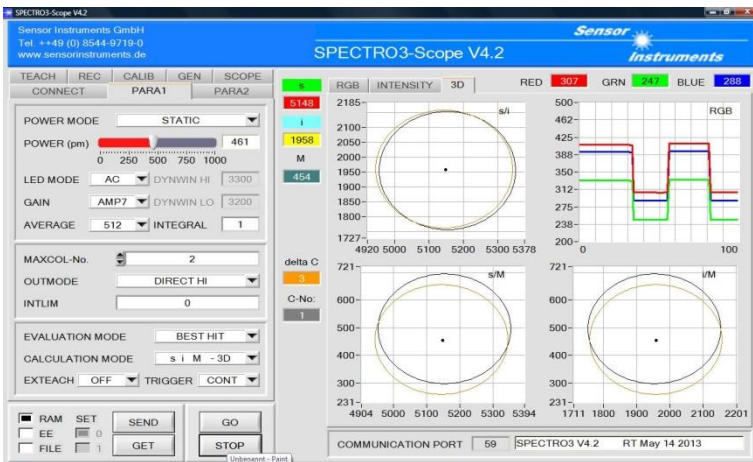 SPECTRO3-Scope V4.2
Sensor Instruments GmbH
Tel. ++49 (0) 8544-9719-0
www.sensorinstruments.de
SPECTRO3-Scope V4.2
Sensor
Instruments
TEACH REC CALIB GEN SCOPE
CONNECT PARA1 PARA2
POWER MODE STATIC
POWER (pm) 461
0 250 500 750 1000
LED MODE AC DYNWIN HI 3300
GAIN AMP7 DYNWIN LO 3200
AVERAGE 512 INTEGRAL 1
MAXCOL-No. 2
OUTMODE DIRECT HI
INTLIM 0
EVALUATION MODE BEST HIT
CALCULATION MODE s i M - 3D
EXTEACH OFF TRIGGER CONT
RAM SET
EE 0
FILE 1
SEND
GET
GO
STOP
Unbenannt - Paint
s
5148
i
1958
M
454
delta C
3
C-No:
1
RGB INTENSITY 3D
RED 307 GRN 247 BLUE 288
s/i
2185
2100
2050
2000
1950
1900
1850
1800
1727
4920 5000 5100 5200 5300 5378
RGB
500
462
425
388
350
312
275
238
200
0 100
s/M
721
600
500
400
300
231
4904 5000 5100 5200 5300 5394
i/M
721
600
500
400
300
231
1711 1800 1900 2000 2100 2201
COMMUNICATION PORT 59 SPECTRO3 V4.2 RT May 14 2013